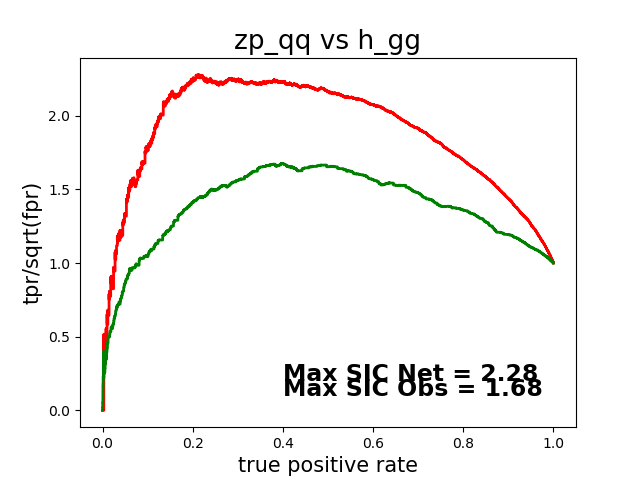 zp_qq vs h_gg
tpr/sqrt(fpr)
2.0
1.5
1.0
0.5
0.0
Max SIC Net = 2.28
Max SIC Obs = 1.68
0.0 0.2 0.4 0.6 0.8 1.0
true positive rate